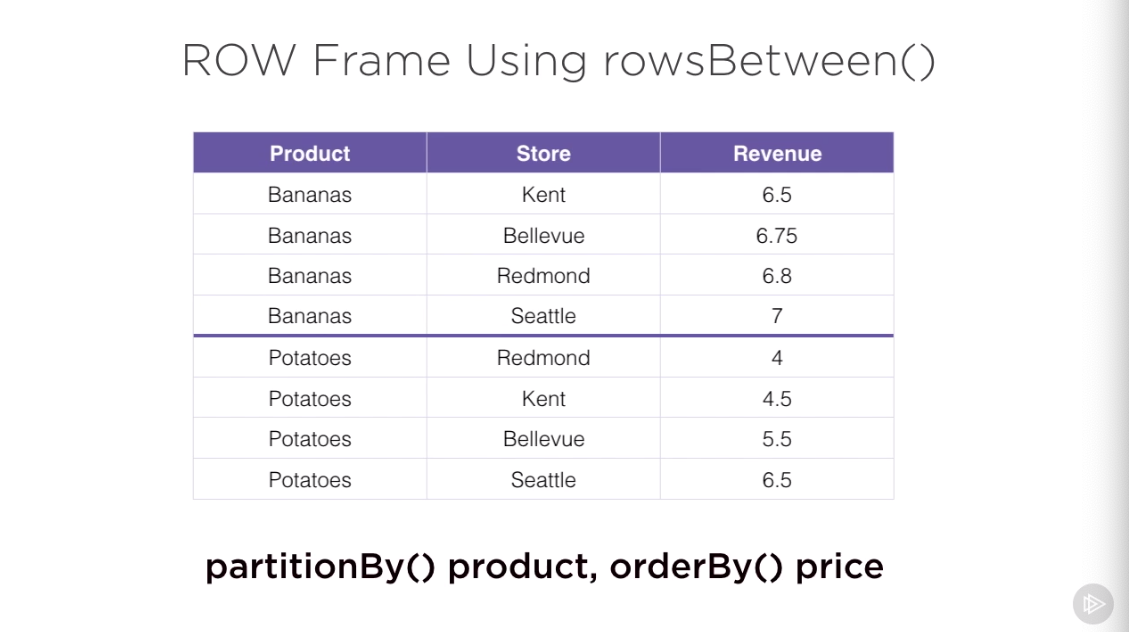 ROW Frame Using rowsBetween()
Product Store Revenue
Bananas Kent 6.5
Bananas Bellevue 6.75
Bananas Redmond 6.8
Bananas Seattle 7
Potatoes Redmond 4
Potatoes Kent 4.5
Potatoes Bellevue 5.5
Potatoes Seattle 6.5
partitionBy() product, orderBy() price